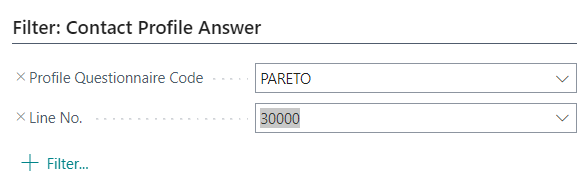 Filter: Contact Profile Answer
× Profile Questionnaire Code PARETO
× Line No. 30000
+ Filter...